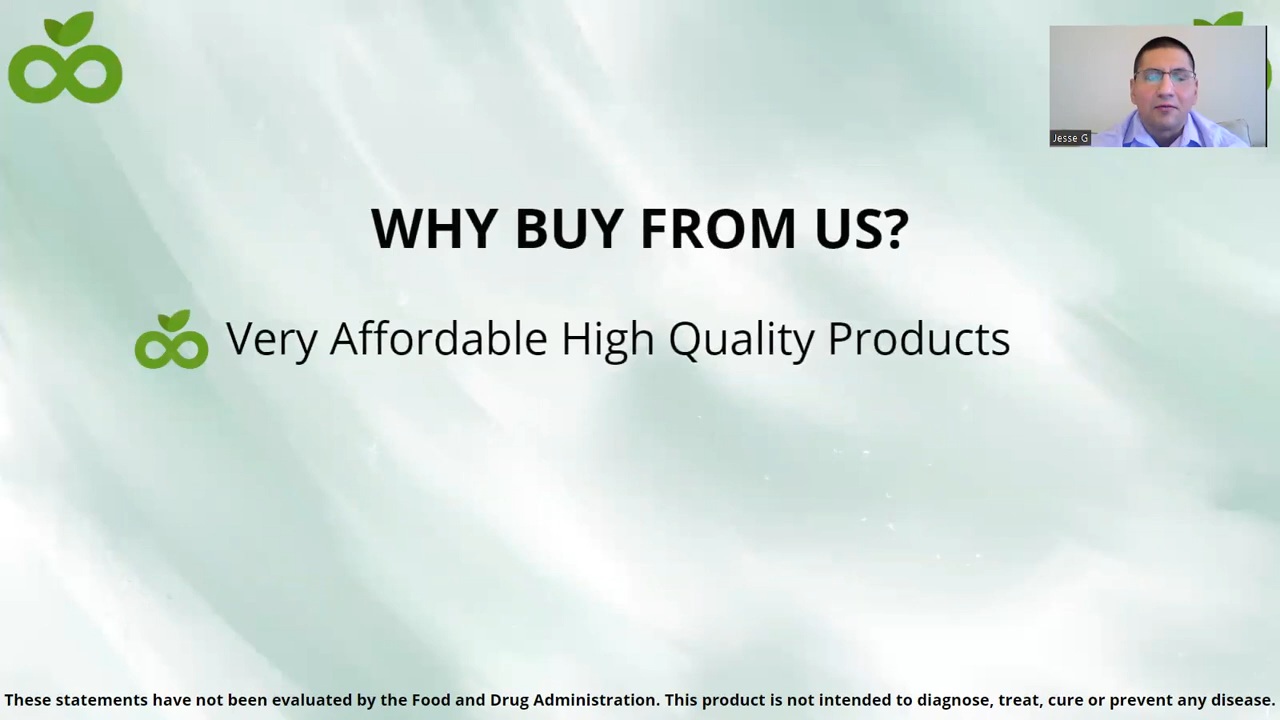 Jesse G
WHY BUY FROM US?
Very Affordable High Quality Products
These statements have not been evaluated by the Food and Drug Administration. This product is not intended to diagnose, treat, cure or prevent any disease.